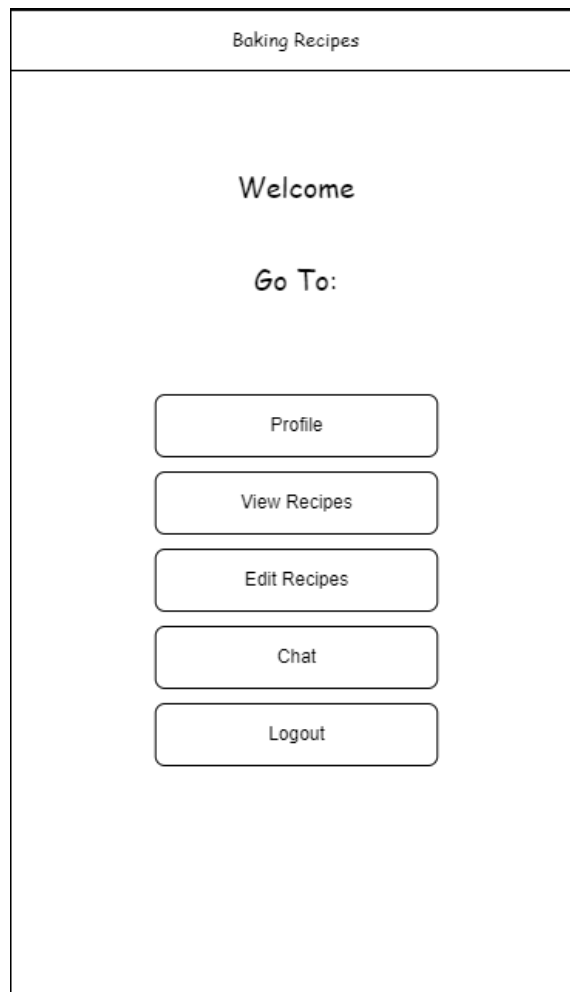 Baking Recipes
Welcome
Go To:
Profile
View Recipes
Edit Recipes
Chat
Logout